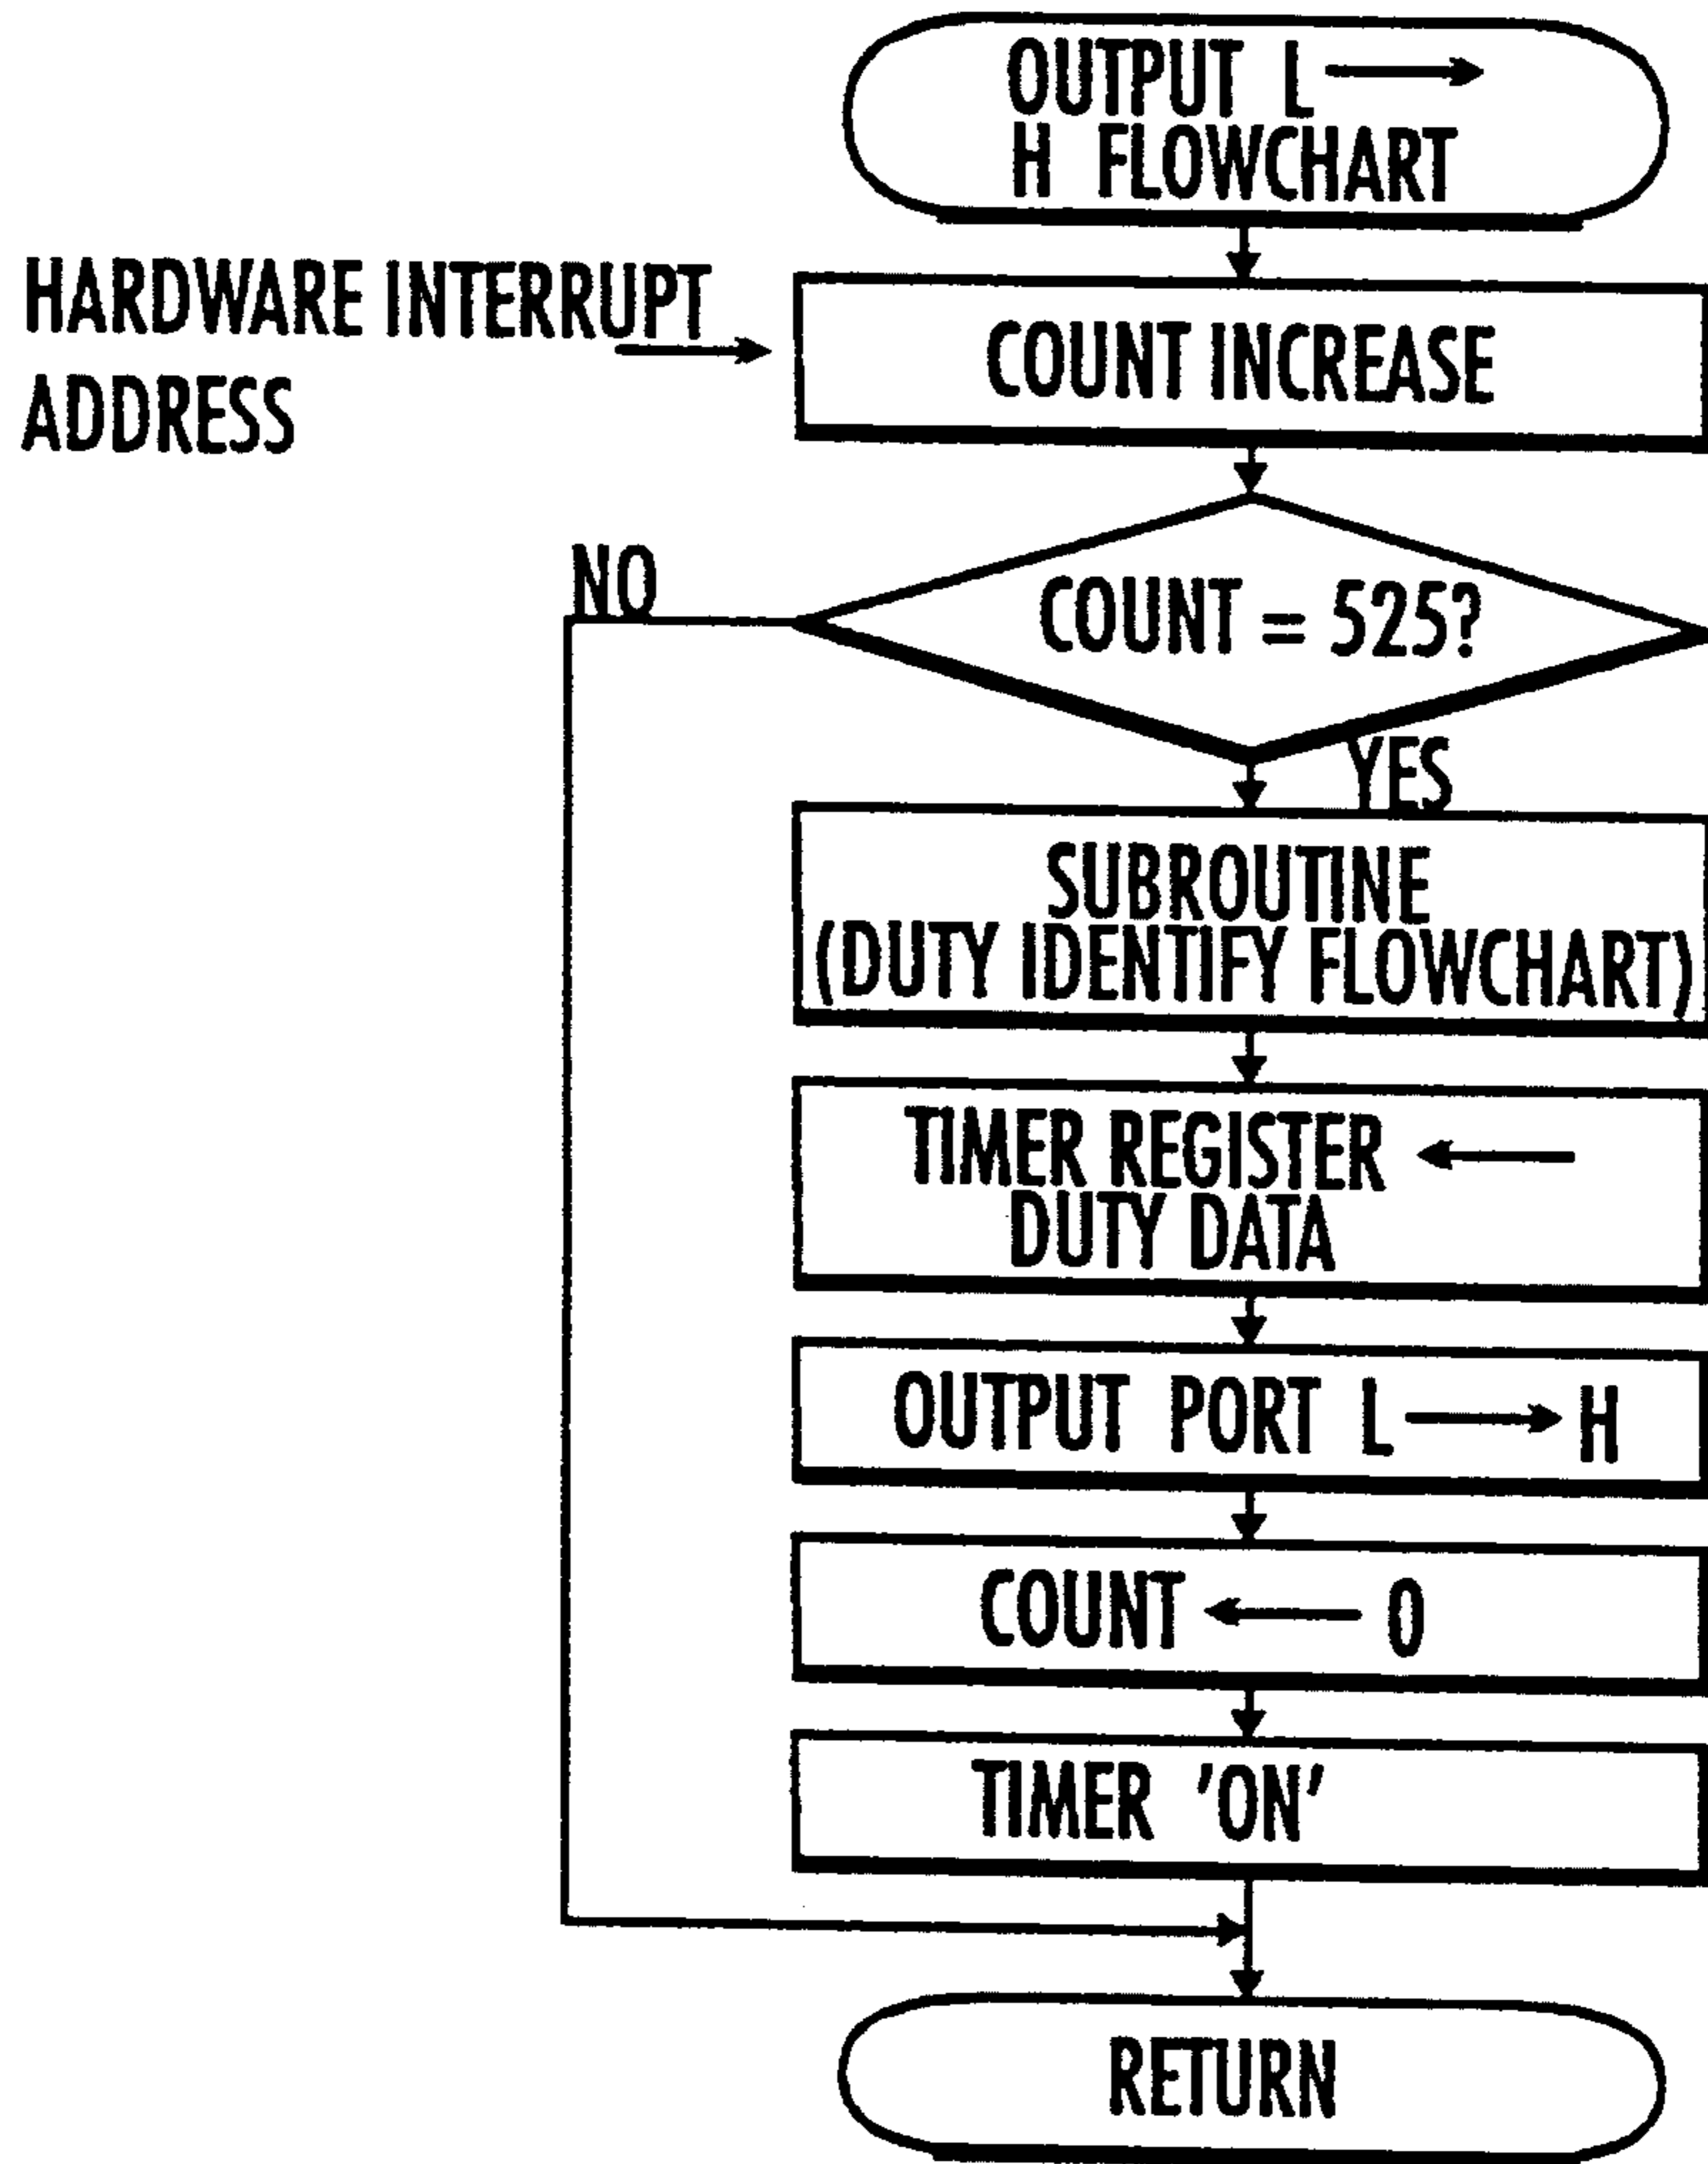 OUTPUT L →
H FLOWCHART
HARDWARE INTERRUPT
→
ADDRESS
COUNT INCREASE
COUNT = 525?
NO
YES
SUBROUTINE
(DUTY IDENTIFY FLOWCHART)
TIMER REGISTER ←
DUTY DATA
OUTPUT PORT L → H
COUNT ← 0
TIMER 'ON'
RETURN